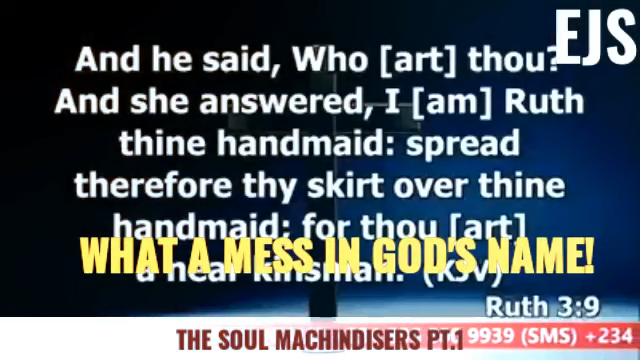 EJS
And he said, Who [art] thou?
And she answered, I [am] Ruth
thine handmaid: spread
therefore thy skirt over thine
handmaid: for thou [art]
a near kinsman. (KJV)
WHAT A MESS IN GOD'S NAME!
Ruth 3:9
THE SOUL MACHINDISERS PT.1
9939 (SMS) +234